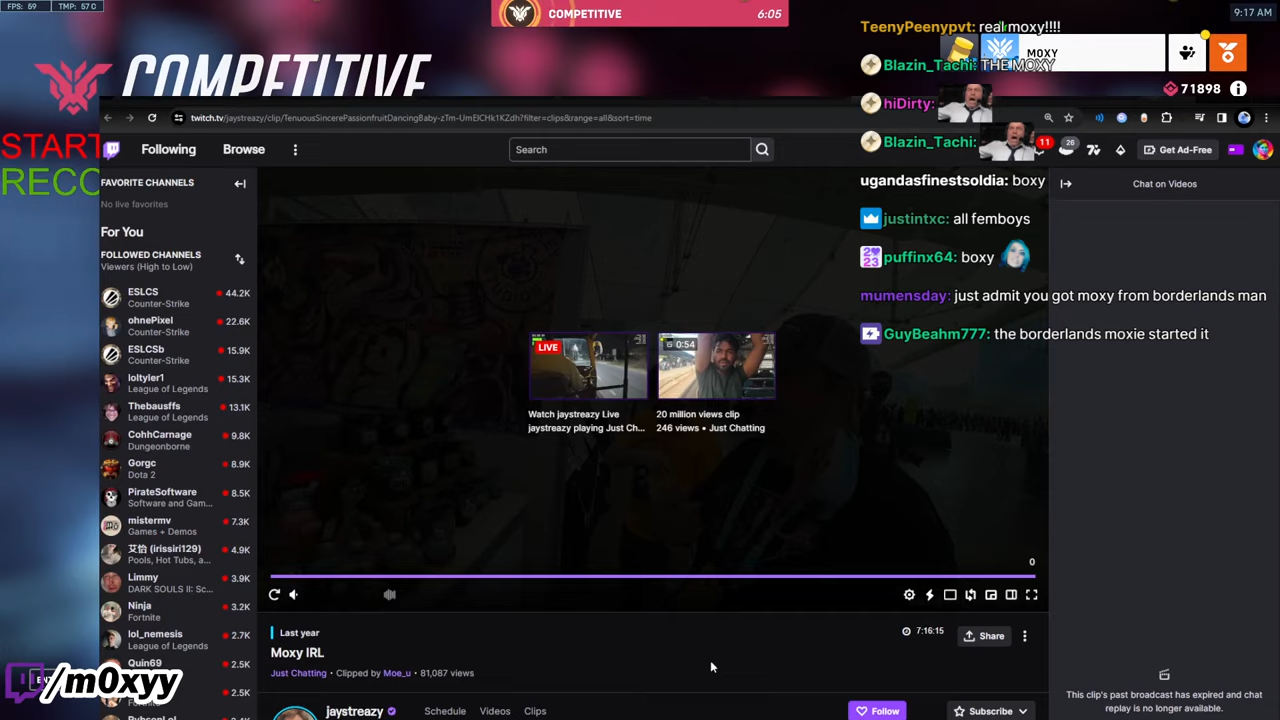 FPS: 59 TMP: 57 C
COMPETITIVE 6:05
9:17 AM
COMPETITIVE
MOXY
71898
TeenyPeenypvt: real moxy!!!!
Blazin_Tachi: THE MOXY
hiDirty:
Blazin_Tachi:
ugandasfinestsoldia: boxy
justintxc: all femboys
puffinx64: boxy
mumensday: just admit you got moxy from borderlands man
GuyBeahm777: the borderlands moxie started it
START
RECO
twitch.tv/jaystreazy/clip/TenuousSincerePassionfruitDancingBaby-zTm-UmElCHk1KZdh?filter=clips&range=all&sort=time
Following Browse
Search
11 26
Get Ad-Free
FAVORITE CHANNELS
No live favorites
For You
FOLLOWED CHANNELS
Viewers (High to Low)
ESLCS 44.2K
Counter-Strike
ohnePixel 22.6K
Counter-Strike
ESLCSb 15.9K
Counter-Strike
loltyler1 15.3K
League of Legends
Thebausffs 13.1K
League of Legends
CohhCarnage 9.8K
Dungeonborne
Gorgc 8.9K
Dota 2
PirateSoftware 8.5K
Software and Gam...
mistermv 7.3K
Games + Demos
艾怡 (irissiri129) 4.9K
Pools, Hot Tubs, a...
Limmy 3.9K
DARK SOULS II: Sc...
Ninja 3.2K
Fortnite
lol_nemesis 2.7K
League of Legends
Quin69 2.5K
2.5K
Fortnite
2.5K
/m0xyy
LIVE
0:54
Watch jaystreazy Live
jaystreazy playing Just Ch...
20 million views clip
246 views • Just Chatting
0
Last year
Moxy IRL
Just Chatting • Clipped by Moe_u • 81,087 views
7:16:15
Share
jaystreazy Schedule Videos Clips
Follow
Subscribe
Chat on Videos
This clip's past broadcast has expired and chat
replay is no longer available.